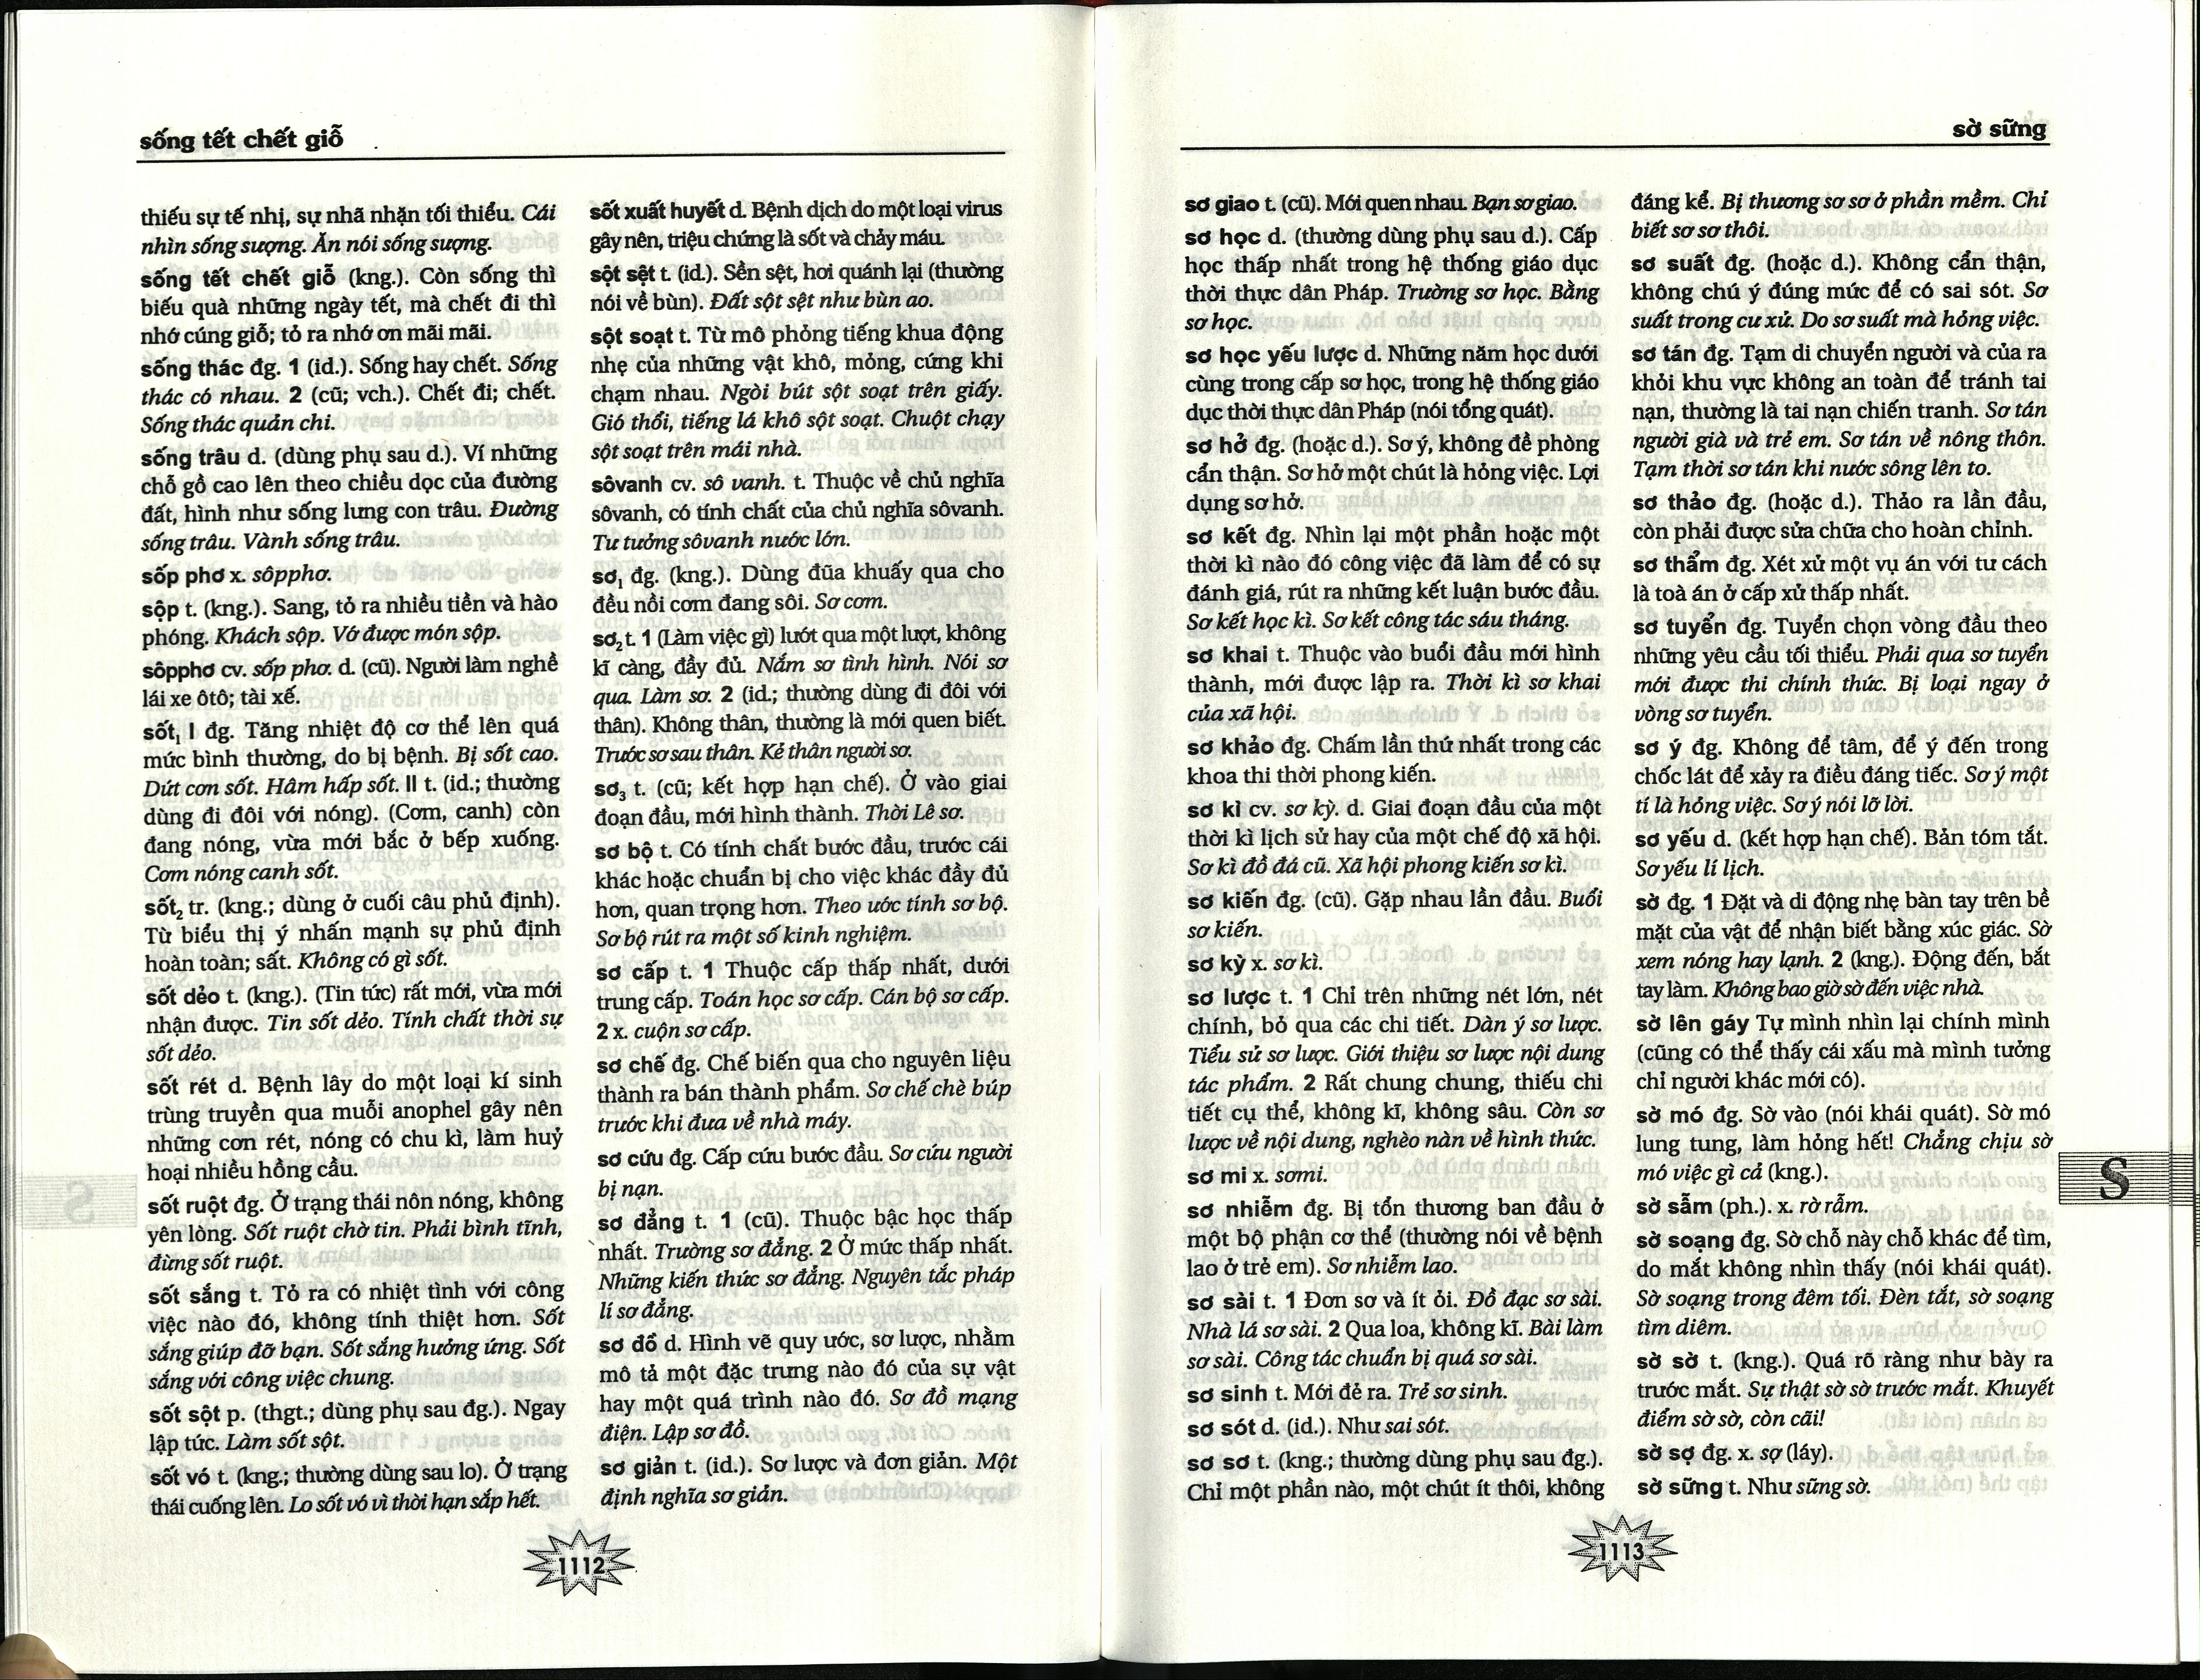 sống tết chết giỗ
thiếu sự tế nhị, sự nhã nhặn tối thiểu. Cái
nhìn sống sượng. Ăn nói sống sượng.
sống tết chết giỗ (kng.). Còn sống thì
biếu quà những ngày tết, mà chết đi thì
nhớ cúng giỗ; tỏ ra nhớ ơn mãi mãi.
sống thác đg. 1 (id.). Sống hay chết. Sống
thác có nhau. 2 (cũ; vch.). Chết đi; chết.
Sống thác quản chi.
sống trâu d. (dùng phụ sau d.). Ví những
chỗ gồ cao lên theo chiều dọc của đường
đất, hình như sống lưng con trâu. Đường
sống trâu. Vành sống trâu.
sốp phơ x. sôpphơ.
sộp t. (kng.). Sang, tỏ ra nhiều tiền và hào
phóng. Khách sộp. Vớ được món sộp.
sôpphơ cv. sốp phơ. d. (cũ). Người làm nghề
lái xe ôtô; tài xế.
sốt₁ I đg. Tăng nhiệt độ cơ thể lên quá
mức bình thường, do bị bệnh. Bị sốt cao.
Dứt cơn sốt. Hâm hấp sốt. II t. (id.; thường
dùng đi đôi với nóng). (Cơm, canh) còn
đang nóng, vừa mới bắc ở bếp xuống.
Cơm nóng canh sốt.
sốt₂ tr. (kng.; dùng ở cuối câu phủ định).
Từ biểu thị ý nhấn mạnh sự phủ định
hoàn toàn; sất. Không có gì sốt.
sốt dẻo t. (kng.). (Tin tức) rất mới, vừa mới
nhận được. Tin sốt dẻo. Tính chất thời sự
sốt dẻo.
sốt rét d. Bệnh lây do một loại kí sinh
trùng truyền qua muỗi anophel gây nên
những cơn rét, nóng có chu kì, làm huỷ
hoại nhiều hồng cầu.
sốt ruột đg. Ở trạng thái nôn nóng, không
yên lòng. Sốt ruột chờ tin. Phải bình tĩnh,
đừng sốt ruột.
sốt sắng t. Tỏ ra có nhiệt tình với công
việc nào đó, không tính thiệt hơn. Sốt
sắng giúp đỡ bạn. Sốt sắng hưởng ứng. Sốt
sắng với công việc chung.
sốt sột p. (thgt.; dùng phụ sau đg.). Ngay
lập tức. Làm sốt sột.
sốt vó t. (kng.; thường dùng sau lo). Ở trạng
thái cuống lên. Lo sốt vó vì thời hạn sắp hết.
sốt xuất huyết d. Bệnh dịch do một loại virus
gây nên, triệu chứng là sốt và chảy máu.
sột sệt t. (id.). Sền sệt, hơi quánh lại (thường
nói về bùn). Đất sột sệt như bùn ao.
sột soạt t. Từ mô phỏng tiếng khua động
nhẹ của những vật khô, mỏng, cứng khi
chạm nhau. Ngòi bút sột soạt trên giấy.
Gió thổi, tiếng lá khô sột soạt. Chuột chạy
sột soạt trên mái nhà.
sôvanh cv. sô vanh. t. Thuộc về chủ nghĩa
sôvanh, có tính chất của chủ nghĩa sôvanh.
Tư tưởng sôvanh nước lớn.
sơ₁ đg. (kng.). Dùng đũa khuấy qua cho
đều nồi cơm đang sôi. Sơ cơm.
sơ₂ t. 1 (Làm việc gì) lướt qua một lượt, không
kĩ càng, đầy đủ. Nắm sơ tình hình. Nói sơ
qua. Làm sơ. 2 (id.; thường dùng đi đôi với
thân). Không thân, thường là mới quen biết.
Trước sơ sau thân. Kẻ thân người sơ.
sơ₃ t. (cũ; kết hợp hạn chế). Ở vào giai
đoạn đầu, mới hình thành. Thời Lê sơ.
sơ bộ t. Có tính chất bước đầu, trước cái
khác hoặc chuẩn bị cho việc khác đầy đủ
hơn, quan trọng hơn. Theo ước tính sơ bộ.
Sơ bộ rút ra một số kinh nghiệm.
sơ cấp t. 1 Thuộc cấp thấp nhất, dưới
trung cấp. Toán học sơ cấp. Cán bộ sơ cấp.
2 x. cuộn sơ cấp.
sơ chế đg. Chế biến qua cho nguyên liệu
thành ra bán thành phẩm. Sơ chế chè búp
trước khi đưa về nhà máy.
sơ cứu đg. Cấp cứu bước đầu. Sơ cứu người
bị nạn.
sơ đẳng t. 1 (cũ). Thuộc bậc học thấp
nhất. Trường sơ đẳng. 2 Ở mức thấp nhất.
Những kiến thức sơ đẳng. Nguyên tắc pháp
lí sơ đẳng.
sơ đồ d. Hình vẽ quy ước, sơ lược, nhằm
mô tả một đặc trưng nào đó của sự vật
hay một quá trình nào đó. Sơ đồ mạng
điện. Lập sơ đồ.
sơ giản t. (id.). Sơ lược và đơn giản. Một
định nghĩa sơ giản.
1112
sờ sững
sơ giao t. (cũ). Mới quen nhau. Bạn sơ giao.
sơ học d. (thường dùng phụ sau d.). Cấp
học thấp nhất trong hệ thống giáo dục
thời thực dân Pháp. Trường sơ học. Bằng
sơ học.
sơ học yếu lược d. Những năm học dưới
cùng trong cấp sơ học, trong hệ thống giáo
dục thời thực dân Pháp (nói tổng quát).
sơ hở đg. (hoặc d.). Sơ ý, không đề phòng
cẩn thận. Sơ hở một chút là hỏng việc. Lợi
dụng sơ hở.
sơ kết đg. Nhìn lại một phần hoặc một
thời kì nào đó công việc đã làm để có sự
đánh giá, rút ra những kết luận bước đầu.
Sơ kết học kì. Sơ kết công tác sáu tháng.
sơ khai t. Thuộc vào buổi đầu mới hình
thành, mới được lập ra. Thời kì sơ khai
của xã hội.
sơ khảo đg. Chấm lần thứ nhất trong các
khoa thi thời phong kiến.
sơ kì cv. sơ kỳ. d. Giai đoạn đầu của một
thời kì lịch sử hay của một chế độ xã hội.
Sơ kì đồ đá cũ. Xã hội phong kiến sơ kì.
sơ kiến đg. (cũ). Gặp nhau lần đầu. Buổi
sơ kiến.
sơ kỳ x. sơ kì.
sơ lược t. 1 Chỉ trên những nét lớn, nét
chính, bỏ qua các chi tiết. Dàn ý sơ lược.
Tiểu sử sơ lược. Giới thiệu sơ lược nội dung
tác phẩm. 2 Rất chung chung, thiếu chi
tiết cụ thể, không kĩ, không sâu. Còn sơ
lược về nội dung, nghèo nàn về hình thức.
sơ mi x. sơmi.
sơ nhiễm đg. Bị tổn thương ban đầu ở
một bộ phận cơ thể (thường nói về bệnh
lao ở trẻ em). Sơ nhiễm lao.
sơ sài t. 1 Đơn sơ và ít ỏi. Đồ đạc sơ sài.
Nhà lá sơ sài. 2 Qua loa, không kĩ. Bài làm
sơ sài. Công tác chuẩn bị quá sơ sài.
sơ sinh t. Mới đẻ ra. Trẻ sơ sinh.
sơ sót d. (id.). Như sai sót.
sơ sơ t. (kng.; thường dùng phụ sau đg.).
Chỉ một phần nào, một chút ít thôi, không
đáng kể. Bị thương sơ sơ ở phần mềm. Chỉ
biết sơ sơ thôi.
sơ suất đg. (hoặc d.). Không cẩn thận,
không chú ý đúng mức để có sai sót. Sơ
suất trong cư xử. Do sơ suất mà hỏng việc.
sơ tán đg. Tạm di chuyển người và của ra
khỏi khu vực không an toàn để tránh tai
nạn, thường là tai nạn chiến tranh. Sơ tán
người già và trẻ em. Sơ tán về nông thôn.
Tạm thời sơ tán khi nước sông lên to.
sơ thảo đg. (hoặc d.). Thảo ra lần đầu,
còn phải được sửa chữa cho hoàn chỉnh.
sơ thẩm đg. Xét xử một vụ án với tư cách
là toà án ở cấp xử thấp nhất.
sơ tuyển đg. Tuyển chọn vòng đầu theo
những yêu cầu tối thiểu. Phải qua sơ tuyển
mới được thi chính thức. Bị loại ngay ở
vòng sơ tuyển.
sơ ý đg. Không để tâm, để ý đến trong
chốc lát để xảy ra điều đáng tiếc. Sơ ý một
tí là hỏng việc. Sơ ý nói lỡ lời.
sơ yếu d. (kết hợp hạn chế). Bản tóm tắt.
Sơ yếu lí lịch.
sờ đg. 1 Đặt và di động nhẹ bàn tay trên bề
mặt của vật để nhận biết bằng xúc giác. Sờ
xem nóng hay lạnh. 2 (kng.). Động đến, bắt
tay làm. Không bao giờ sờ đến việc nhà.
sờ lên gáy Tự mình nhìn lại chính mình
(cũng có thể thấy cái xấu mà mình tưởng
chỉ người khác mới có).
sờ mó đg. Sờ vào (nói khái quát). Sờ mó
lung tung, làm hỏng hết! Chẳng chịu sờ
mó việc gì cả (kng.).
sờ sẫm (ph.). x. rờ rẫm.
sờ soạng đg. Sờ chỗ này chỗ khác để tìm,
do mắt không nhìn thấy (nói khái quát).
Sờ soạng trong đêm tối. Đèn tắt, sờ soạng
tìm diêm.
sờ sờ t. (kng.). Quá rõ ràng như bày ra
trước mắt. Sự thật sờ sờ trước mắt. Khuyết
điểm sờ sờ, còn cãi!
sờ sợ đg. x. sợ (láy).
sờ sững t. Như sững sờ.
S
1113